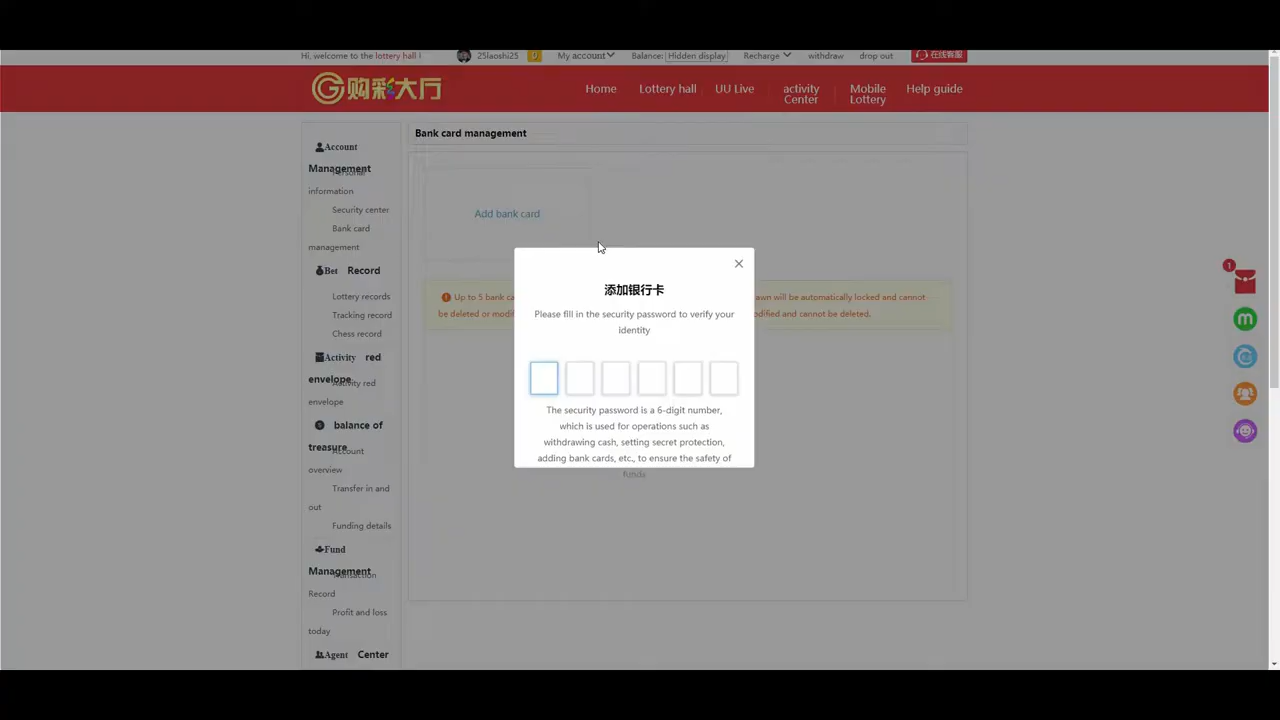 Hi, welcome to the lottery hall !
25laoshi25
My account
Balance: Hidden display
Recharge
withdraw
drop out
在线客服
购彩大厅
Home
Lottery hall
UU Live
activity
Center
Mobile
Lottery
Help guide
Account
Management
Personal
information
Security center
Bank card
management
Bet Record
Lottery records
Tracking record
Chess record
Activity red
envelope
Activity red
envelope
balance of
treasure
Account
overview
Transfer in and
out
Funding details
Fund
Management
Transaction
Record
Profit and loss
today
Agent Center
Bank card management
Add bank card
Up to 5 bank ca
awn will be automatically locked and cannot
be deleted or modi
odified and cannot be deleted.
添加银行卡
Please fill in the security password to verify your
identity
The security password is a 6-digit number,
which is used for operations such as
withdrawing cash, setting secret protection,
adding bank cards, etc., to ensure the safety of
funds
1